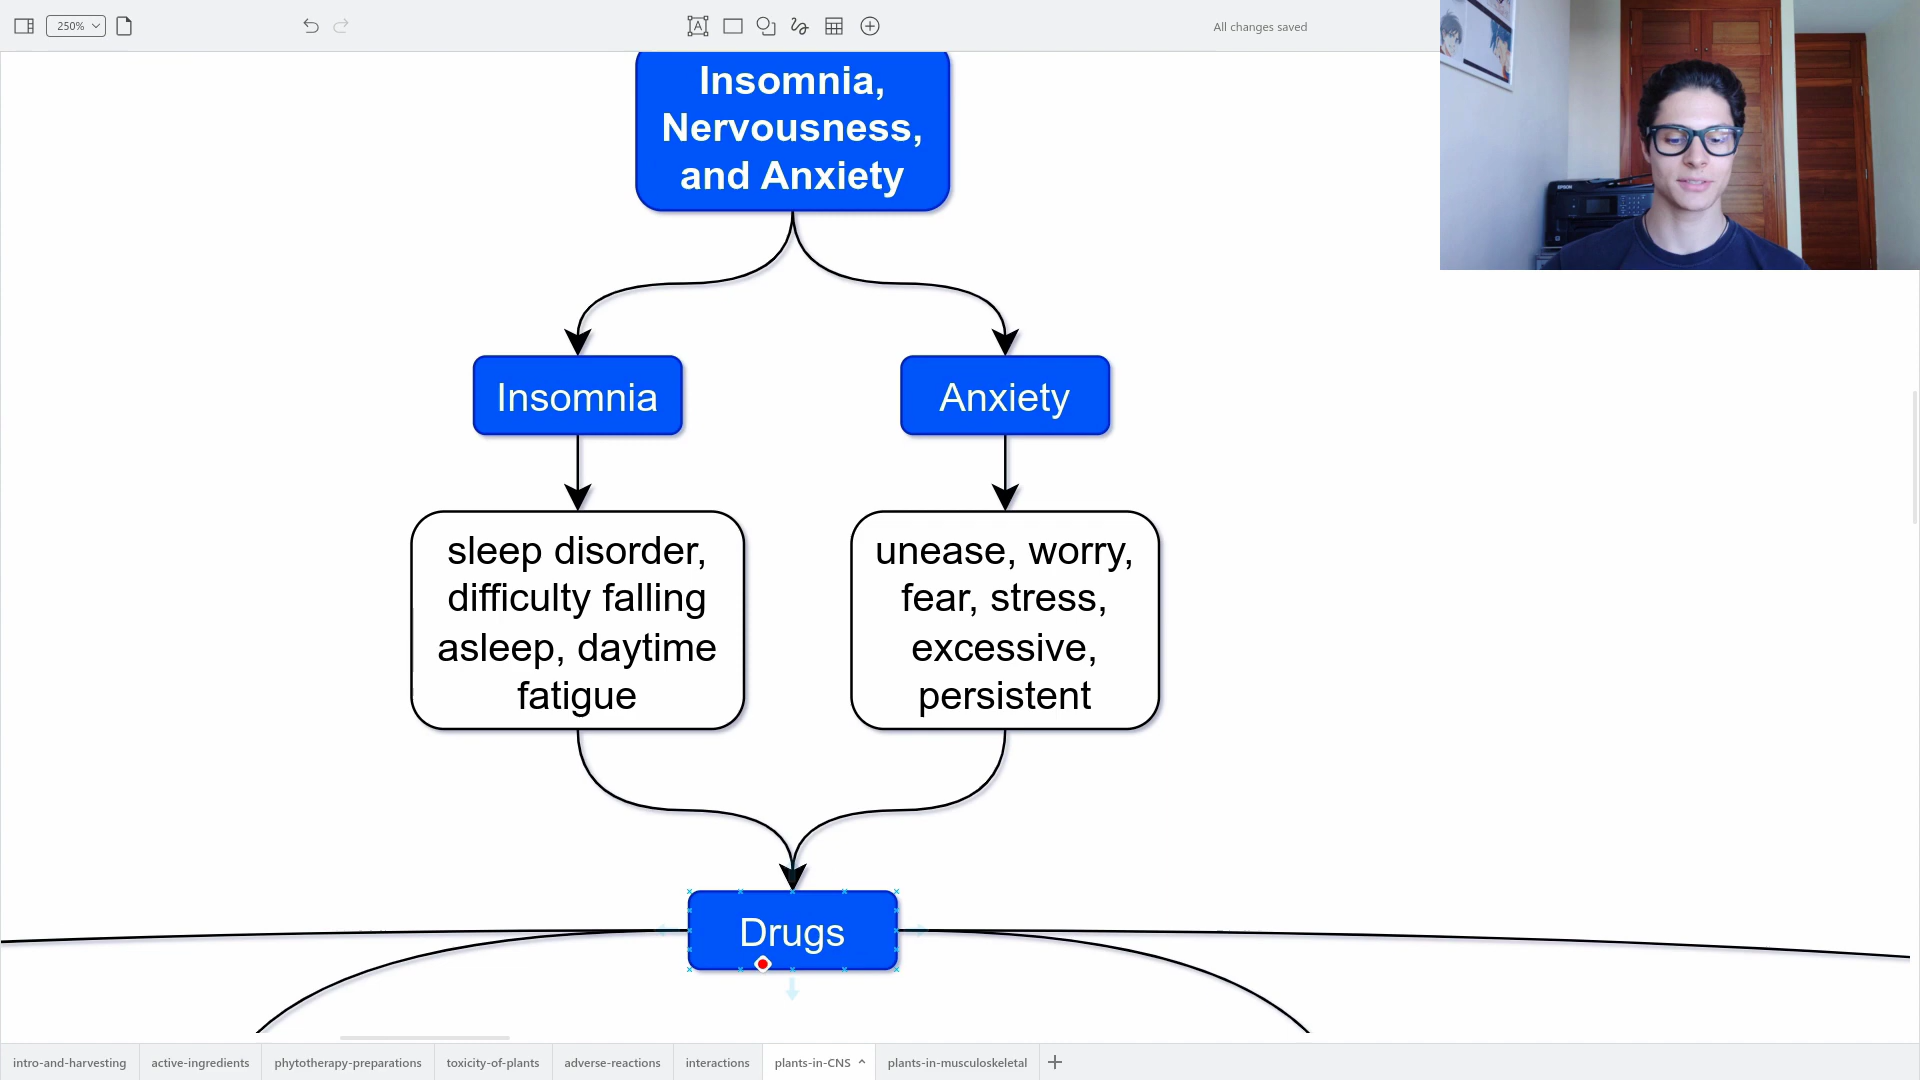 250%
All changes saved
EPSON
Insomnia,
Nervousness,
and Anxiety
Insomnia
Anxiety
sleep disorder,
difficulty falling
asleep, daytime
fatigue
unease, worry,
fear, stress,
excessive,
persistent
Drugs
intro-and-harvesting
active-ingredients
phytotherapy-preparations
toxicity-of-plants
adverse-reactions
interactions
plants-in-CNS
plants-in-musculoskeletal